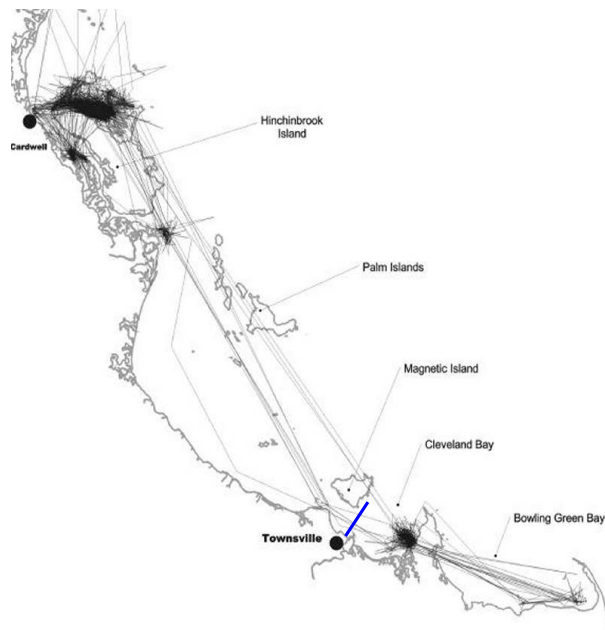 Hinchinbrook
Island
Cardwell
Palm Islands
Magnetic Island
Cleveland Bay
Bowling Green Bay
Townsville